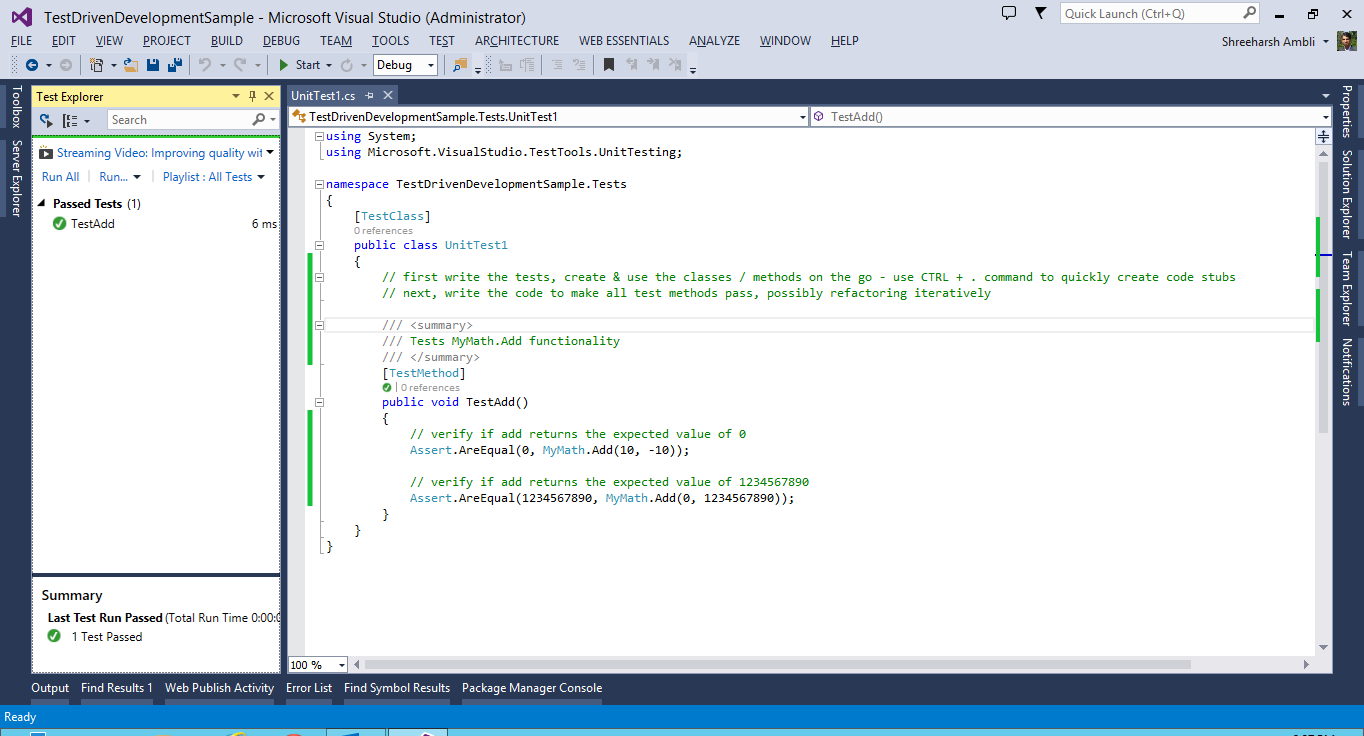 TestDrivenDevelopmentSample - Microsoft Visual Studio (Administrator)
Quick Launch (Ctrl+Q)
FILE EDIT VIEW PROJECT BUILD DEBUG TEAM TOOLS TEST ARCHITECTURE WEB ESSENTIALS ANALYZE WINDOW HELP
Shreeharsh Ambli
Start Debug
Toolbox
Server Explorer
Test Explorer
Search
Streaming Video: Improving quality wit
Run All Run... Playlist : All Tests
Passed Tests (1)
TestAdd 6 ms
Summary
Last Test Run Passed (Total Run Time 0:00:0
1 Test Passed
UnitTest1.cs
TestDrivenDevelopmentSample.Tests.UnitTest1
TestAdd()
using System;
using Microsoft.VisualStudio.TestTools.UnitTesting;
namespace TestDrivenDevelopmentSample.Tests
{
[TestClass]
0 references
public class UnitTest1
{
// first write the tests, create & use the classes / methods on the go - use CTRL + . command to quickly create code stubs
// next, write the code to make all test methods pass, possibly refactoring iteratively
/// <summary>
/// Tests MyMath.Add functionality
/// </summary>
[TestMethod]
| 0 references
public void TestAdd()
{
// verify if add returns the expected value of 0
Assert.AreEqual(0, MyMath.Add(10, -10));
// verify if add returns the expected value of 1234567890
Assert.AreEqual(1234567890, MyMath.Add(0, 1234567890));
}
}
}
100 %
Properties
Solution Explorer
Team Explorer
Notifications
Output Find Results 1 Web Publish Activity Error List Find Symbol Results Package Manager Console
Ready